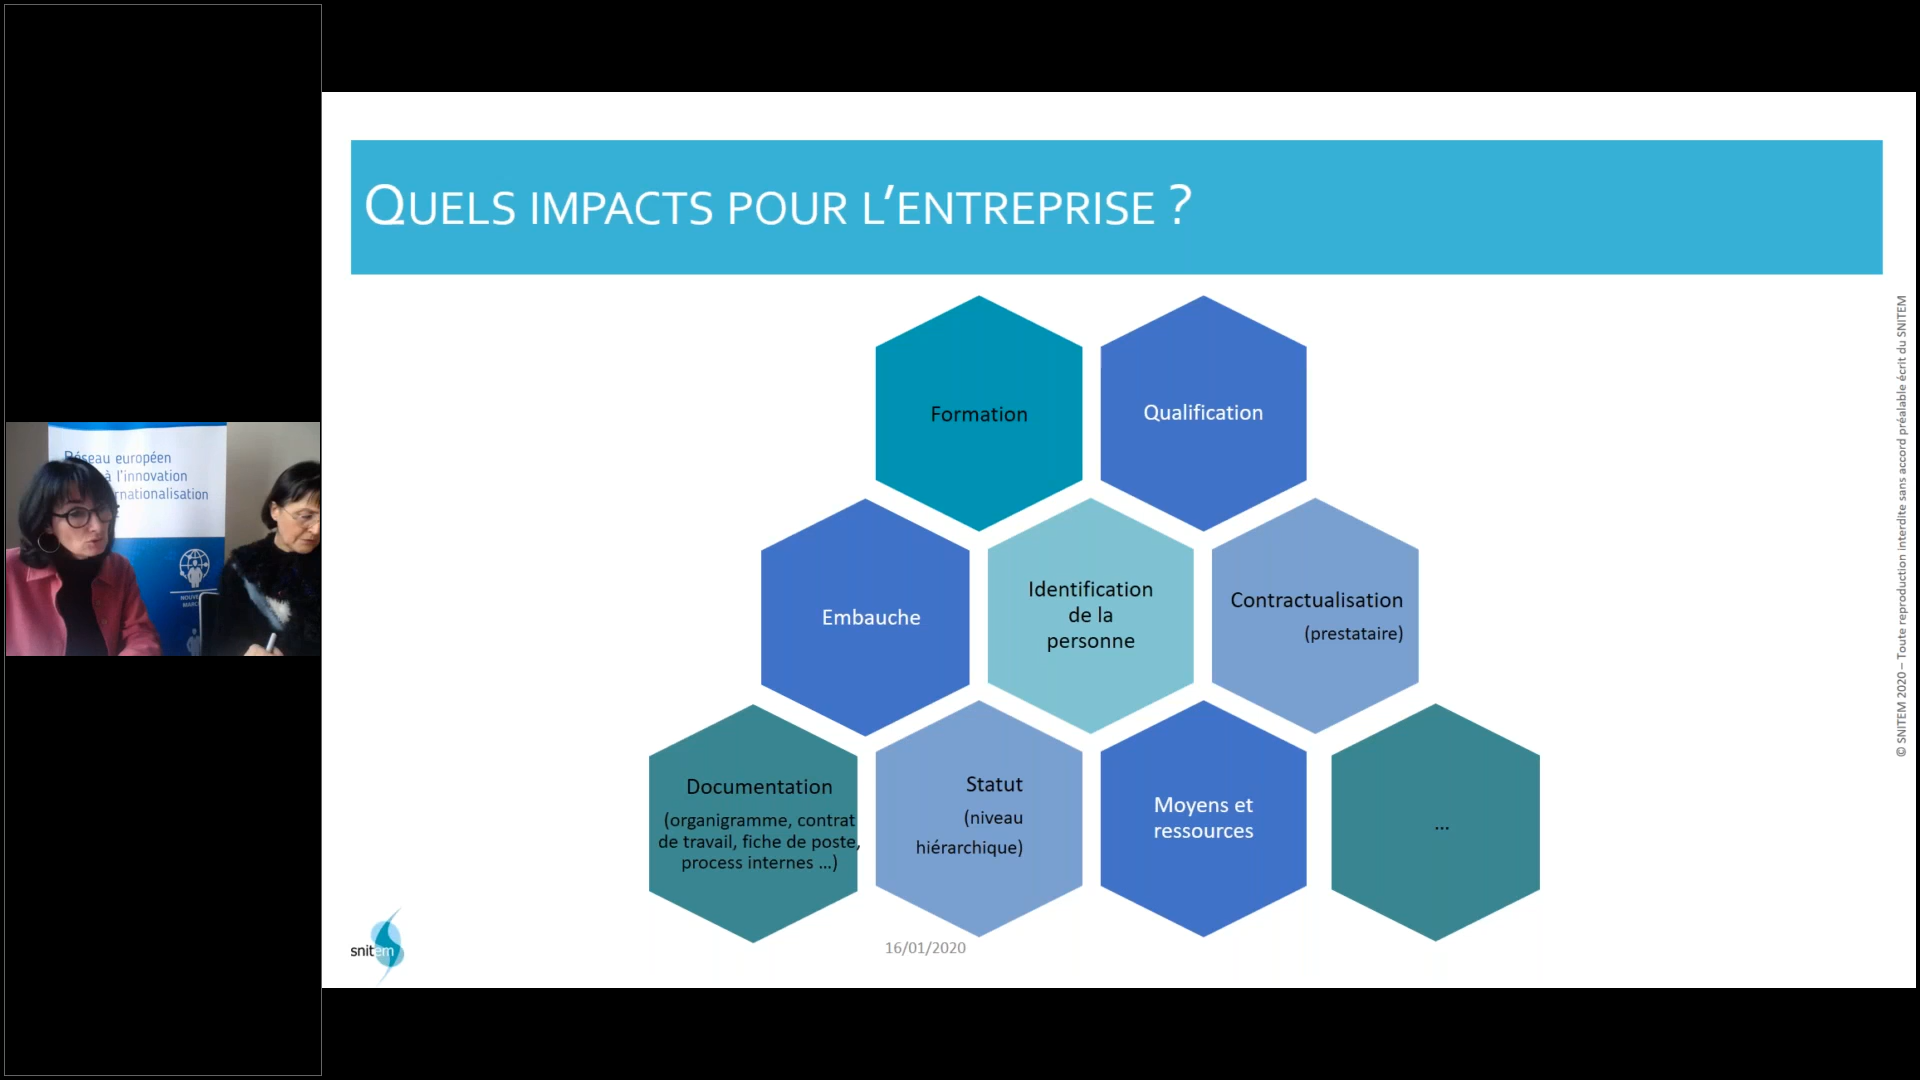 QUELS IMPACTS POUR L'ENTREPRISE ?
Formation
Qualification
Embauche
Identification
de la
personne
Contractualisation
(prestataire)
Documentation
(organigramme, contrat
de travail, fiche de poste,
process internes ...)
Statut
(niveau
hiérarchique)
Moyens et
ressources
...
snitem
16/01/2020
© SNITEM 2020 – Toute reproduction interdite sans accord préalable écrit du SNITEM
européen
à l'innovation